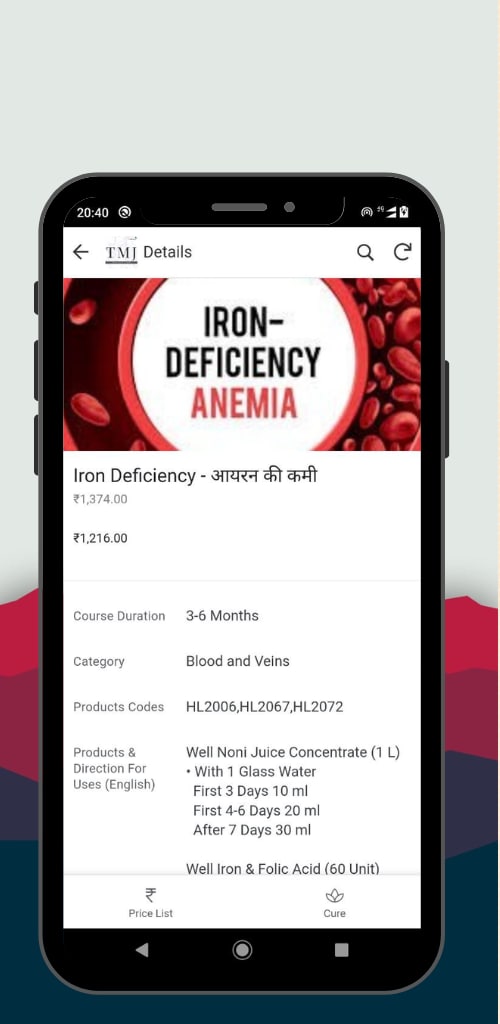 20:40
4G
TMJ Details
IRON-
DEFICIENCY
ANEMIA
Iron Deficiency - आयरन की कमी
₹1,374.00
₹1,216.00
Course Duration 3-6 Months
Category Blood and Veins
Products Codes HL2006,HL2067,HL2072
Products &
Direction For
Uses (English)
Well Noni Juice Concentrate (1 L)
• With 1 Glass Water
First 3 Days 10 ml
First 4-6 Days 20 ml
After 7 Days 30 ml
Well Iron & Folic Acid (60 Unit)
₹
Price List
Cure